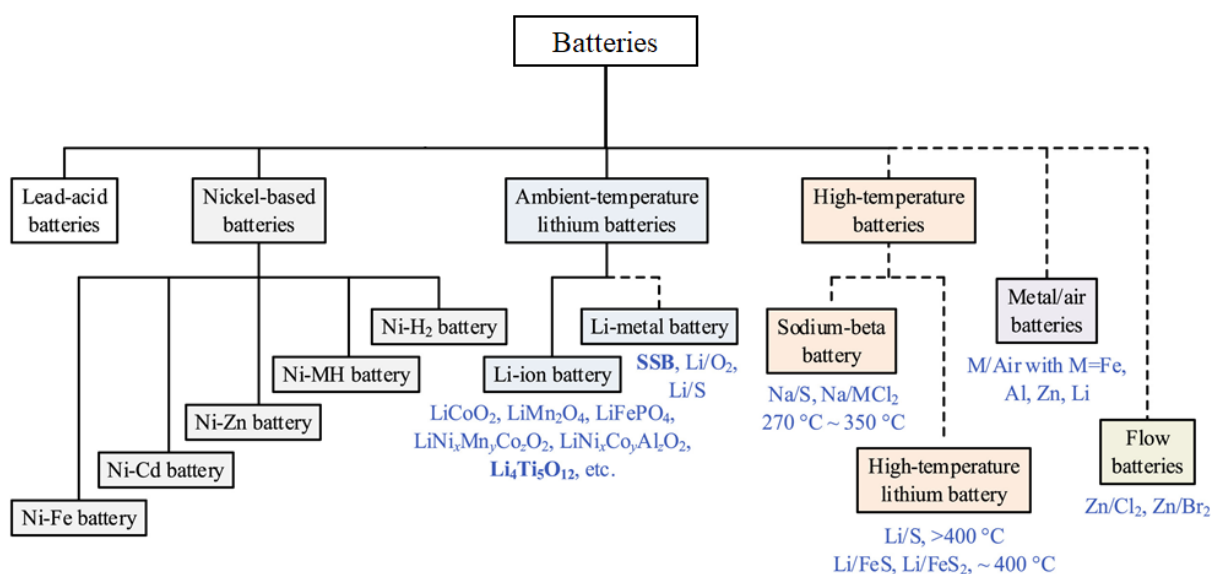 Batteries
Lead-acid
batteries
Nickel-based
batteries
Ambient-temperature
lithium batteries
High-temperature
batteries
Metal/air
batteries
M/Air with M=Fe,
Al, Zn, Li
Ni-H₂ battery
Ni-MH battery
Ni-Zn battery
Ni-Cd battery
Ni-Fe battery
Li-metal battery
SSB, Li/O₂,
Li/S
Li-ion battery
LiCoO₂, LiMn₂O₄, LiFePO₄,
LiNiₓMnᵧCo_zO₂, LiNiₓCoᵧAl_zO₂,
Li₄Ti₅O₁₂, etc.
Sodium-beta
battery
Na/S, Na/MCl₂
270 °C ~ 350 °C
High-temperature
lithium battery
Li/S, >400 °C
Li/FeS, Li/FeS₂, ~ 400 °C
Flow
batteries
Zn/Cl₂, Zn/Br₂